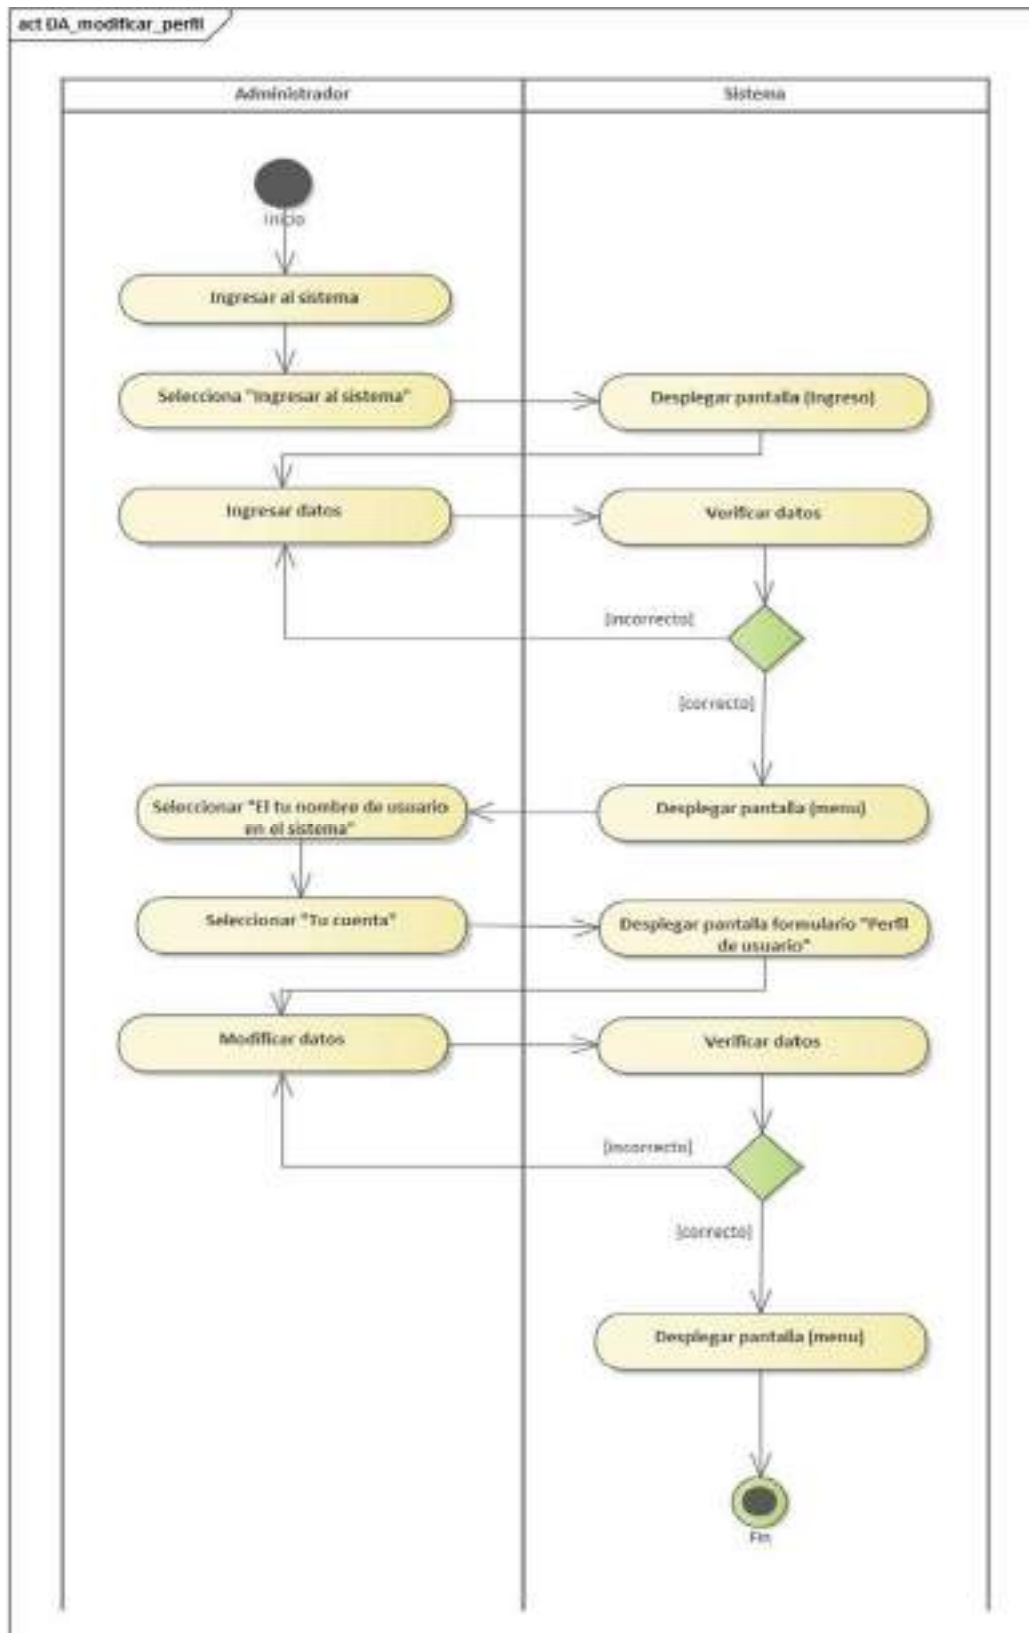 act DA_modificar_perfil
Administrador
Sistema
Inicio
Ingresar al sistema
Selecciona "Ingresar al sistema"
Desplegar pantalla (Ingreso)
Ingresar datos
Verificar datos
[incorrecto]
[correcto]
Seleccionar "El tu nombre de usuario
en el sistema"
Desplegar pantalla (menu)
Seleccionar "Tu cuenta"
Desplegar pantalla formulario "Perfil
de usuario"
Modificar datos
Verificar datos
[incorrecto]
[correcto]
Desplegar pantalla (menu)
Fin